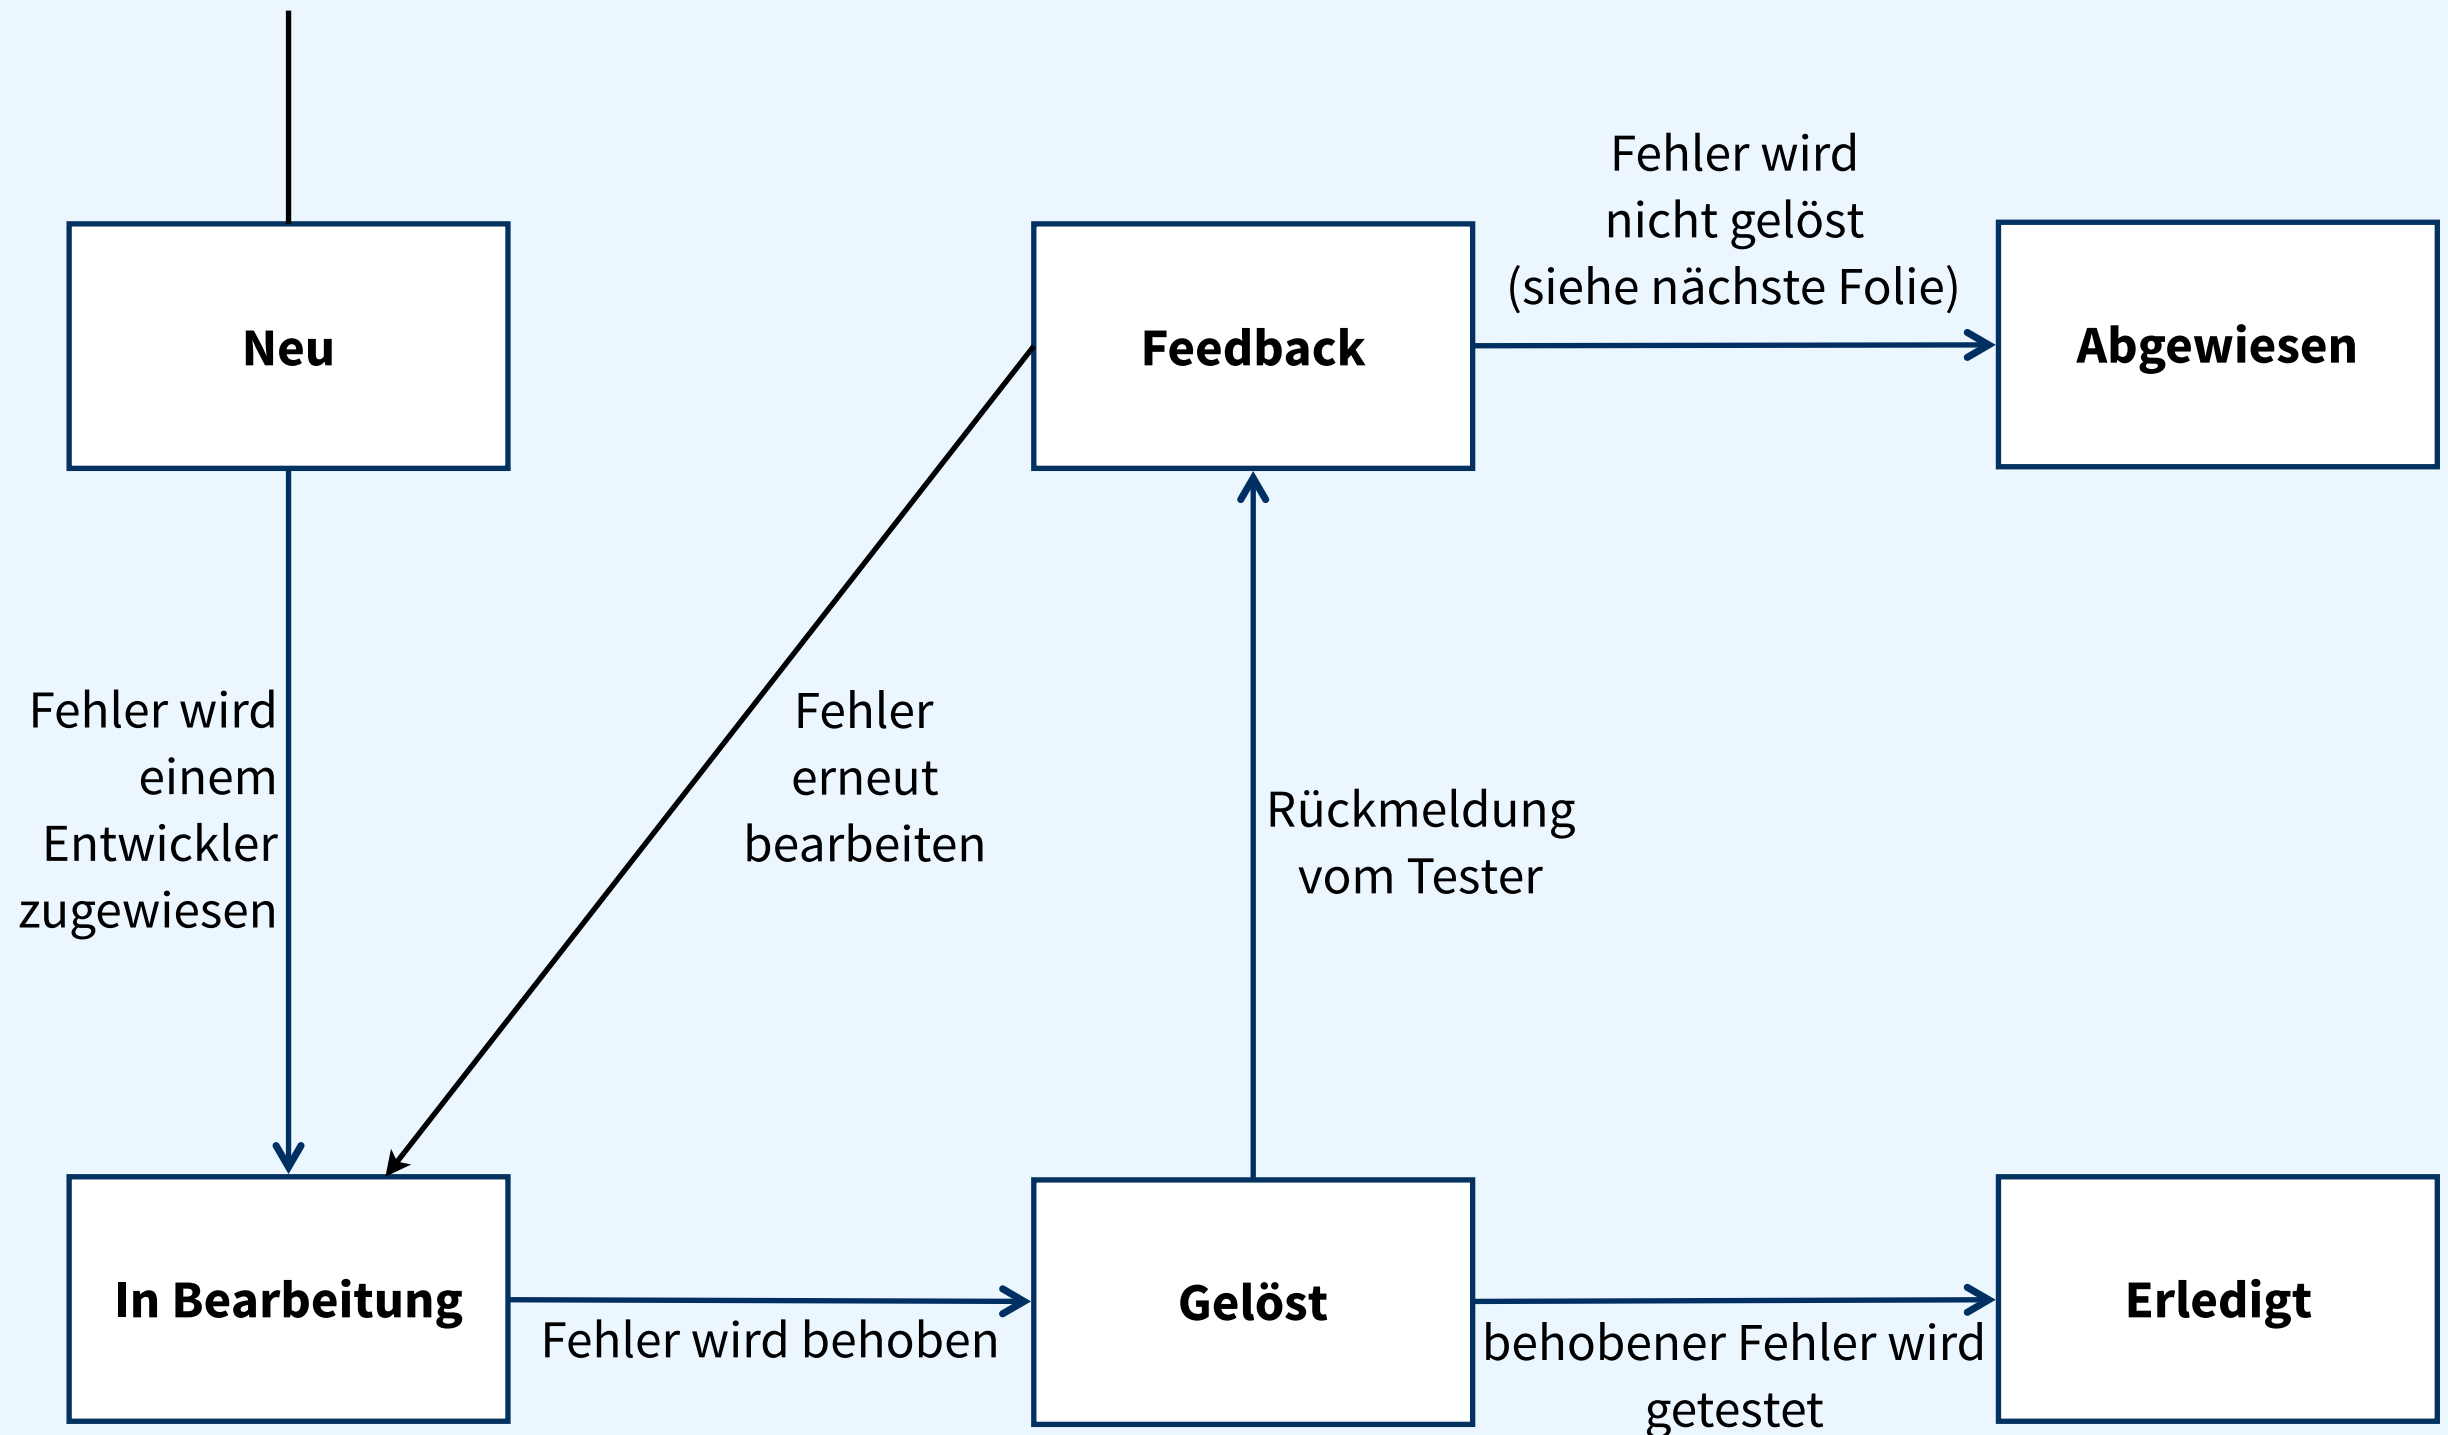 Fehler wird
nicht gelöst
(siehe nächste Folie)
Neu
Feedback
Abgewiesen
Fehler wird
einem
Entwickler
zugewiesen
Fehler
erneut
bearbeiten
Rückmeldung
vom Tester
In Bearbeitung
Fehler wird behoben
Gelöst
behobener Fehler wird
getestet
Erledigt